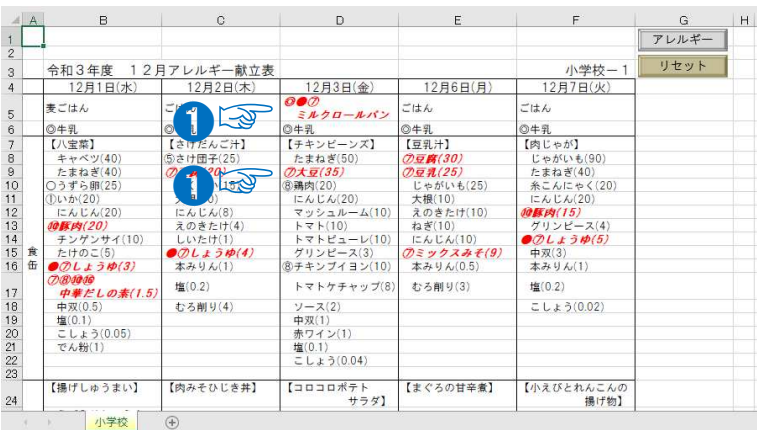 A B C D E F G H
1 アレルギー
2
3 令和3年度 12月アレルギー献立表 小学校－1 リセット
4 12月1日(水) 12月2日(木) 12月3日(金) 12月6日(月) 12月7日(火)
5 麦ごはん ミルクロールパン ごはん ごはん
6 ◎牛乳 ◎牛乳 ◎牛乳 ◎牛乳
7 【八宝菜】 【さけだんご汁】 【チキンビーンズ】 【豆乳汁】 【肉じゃが】
8 キャベツ(40) ⑤さけ団子(25) たまねぎ(50) ⑦豆腐(30) じゃがいも(90)
9 たまねぎ(40) ⑦大豆(35) ⑦豆乳(25) たまねぎ(40)
10 〇うずら卵(25) ⑧鶏肉(20) じゃがいも(25) 糸こんにゃく(20)
11 ①いか(20) にんじん(20) 大根(10) にんじん(20)
12 にんじん(20) にんじん(8) マッシュルーム(10) えのきたけ(10) ⑩豚肉(15)
13 ⑩豚肉(20) えのきたけ(4) トマト(10) ねぎ(10) グリンピース(4)
14 チンゲンサイ(10) しいたけ(1) トマトピューレ(10) にんじん(10) ●⑦しょうゆ(5)
15 食 たけのこ(5) ●⑦しょうゆ(4) グリンピース(3) ⑦ミックスみそ(9) 中双(3)
16 缶 ●⑦しょうゆ(3) 本みりん(1) ⑧チキンブイヨン(10) 本みりん(0.5) 本みりん(1)
⑦⑧⑩⑯
17 中華だしの素(1.5) 塩(0.2) トマトケチャップ(8) むろ削り(3) 塩(0.2)
18 中双(0.5) むろ削り(4) ソース(2) こしょう(0.02)
19 塩(0.1) 中双(1)
20 こしょう(0.05) 赤ワイン(1)
21 でん粉(1) 塩(0.1)
22 こしょう(0.04)
23
【揚げしゅうまい】 【肉みそひじき丼】 【コロコロポテト 【まぐろの甘辛煮】 【小えびとれんこんの
24 サラダ】 揚げ物】
小学校